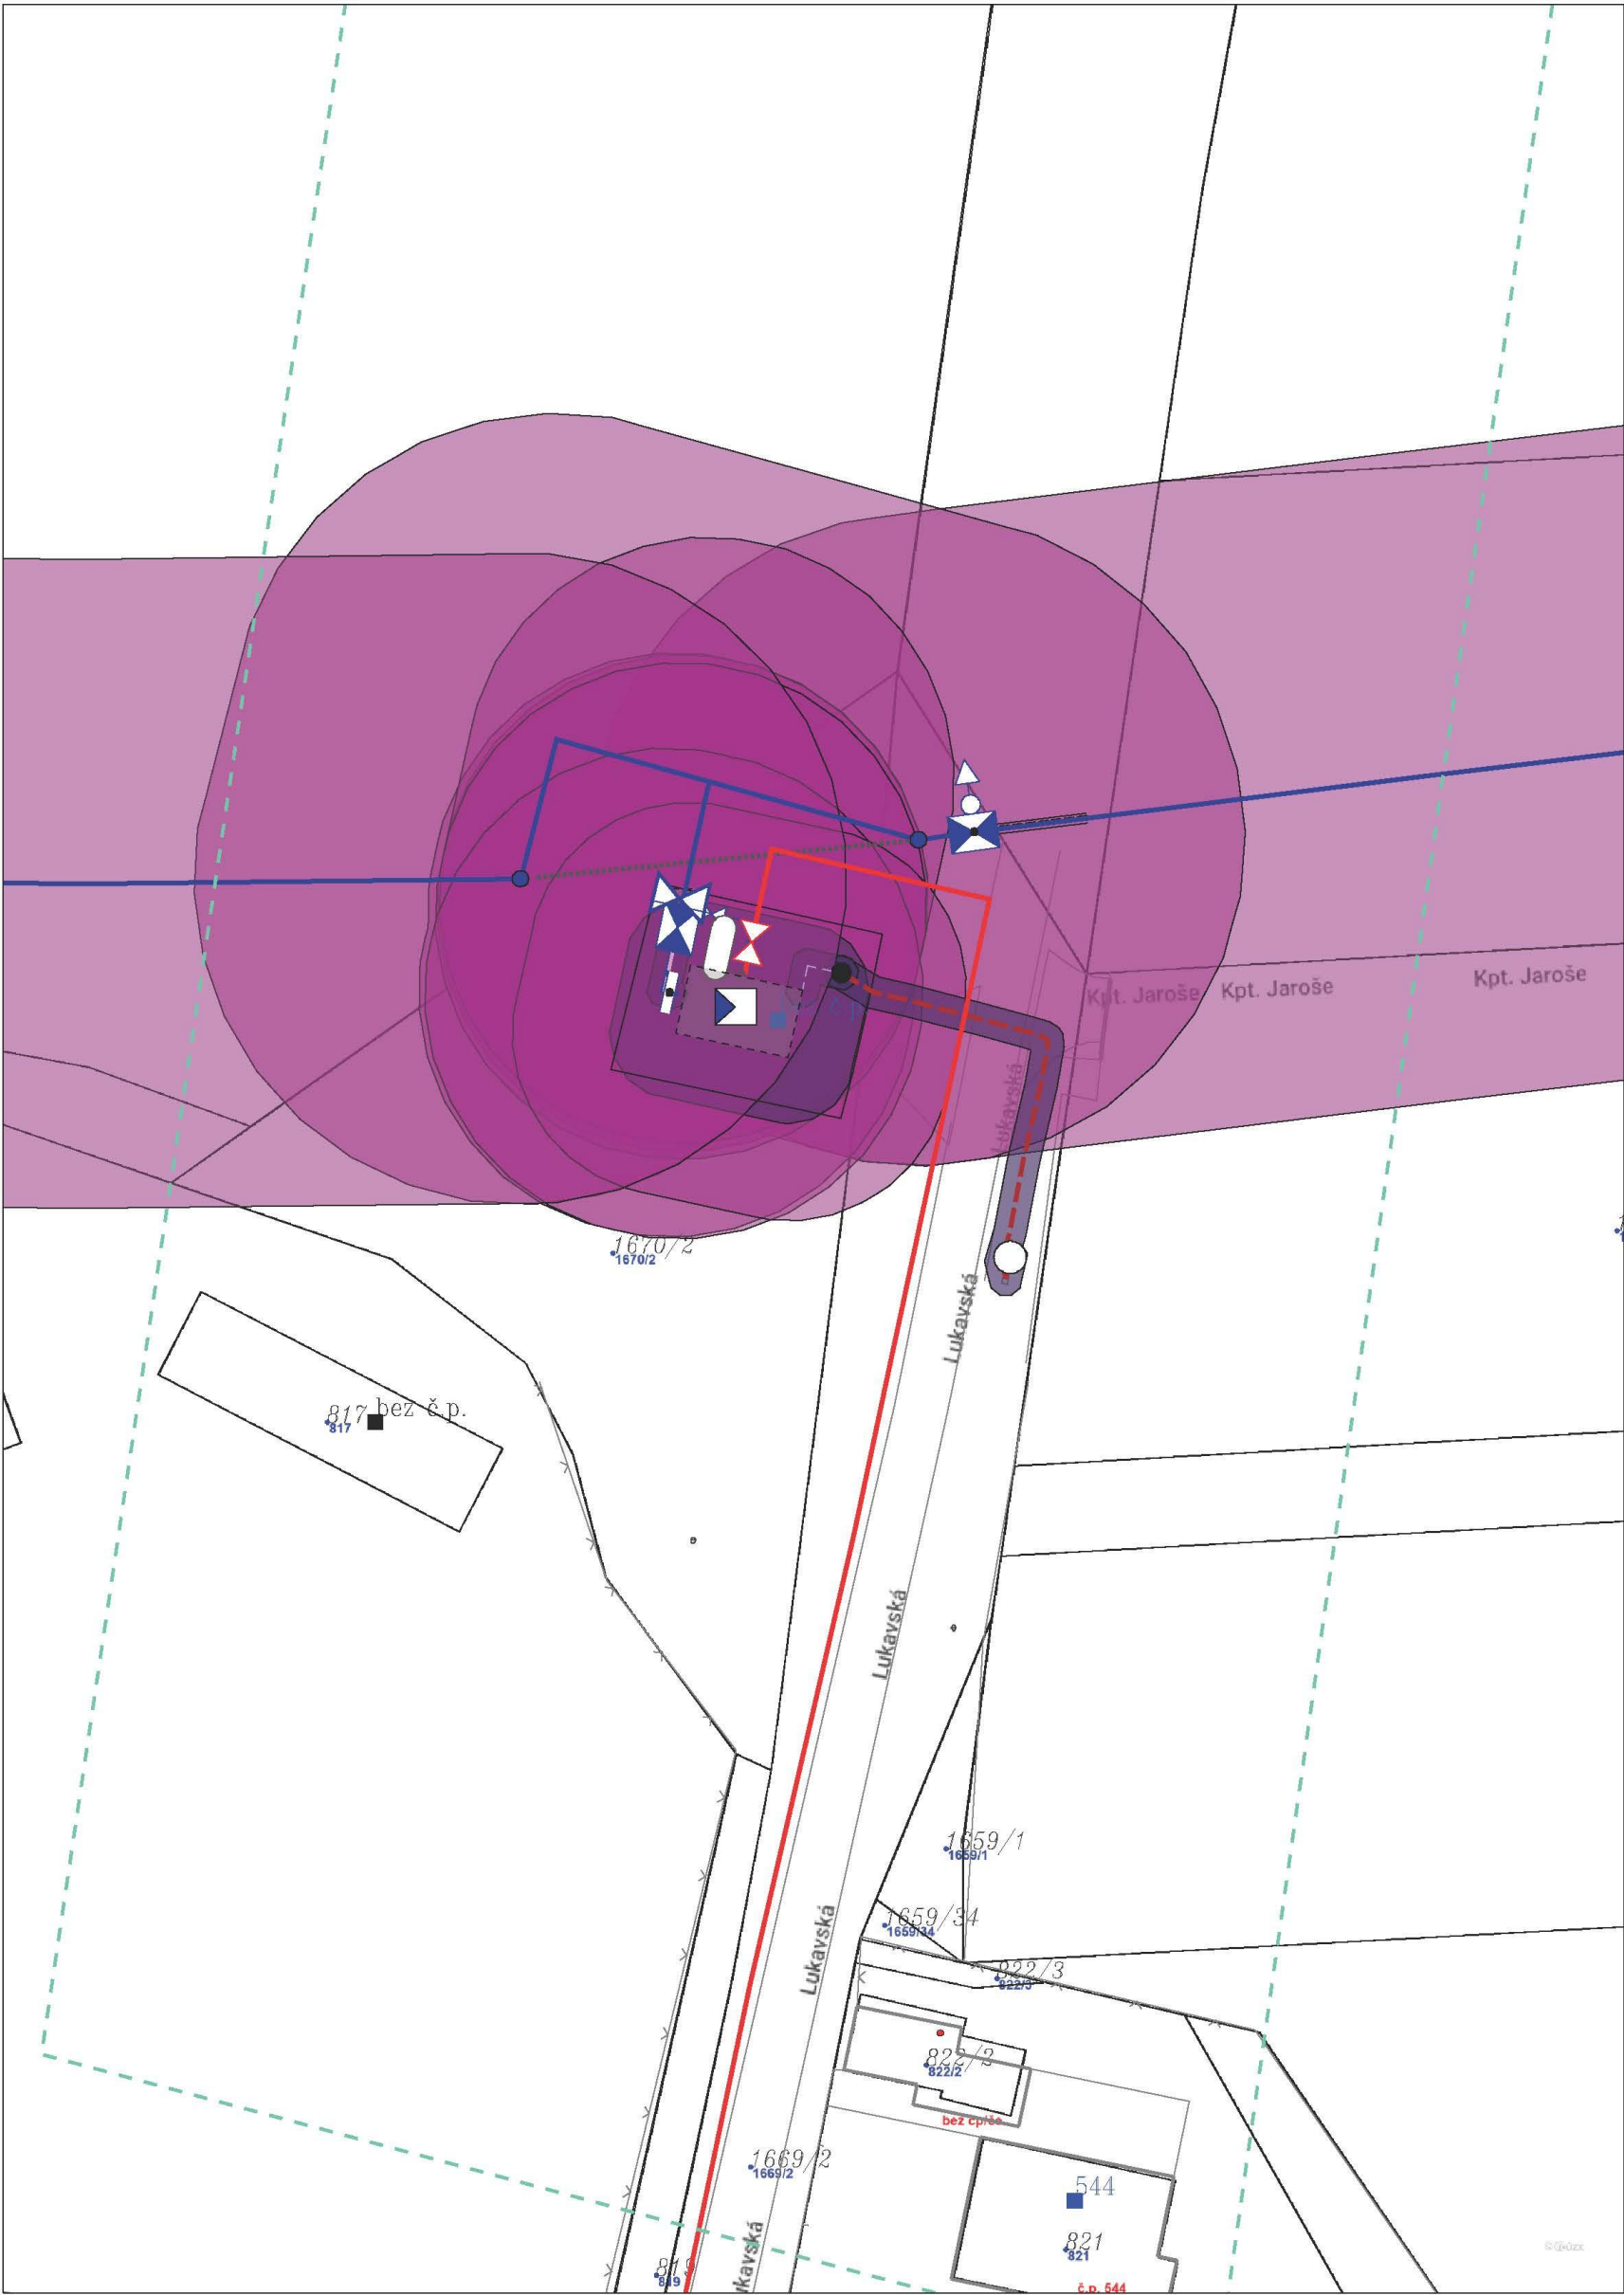 Kpt. Jaroše
Kpt. Jaroše
Kpt. Jaroše
Lukavská
1670/2
1670/2
Lukavská
817 bez č.p.
817
Lukavská
1659/1
1659/1
1659/34
1659/34
Lukavská
822/3
822/3
822/2
822/2
bez cp/če
1669/2
1669/2
544
821
821
819
819
č.p. 544